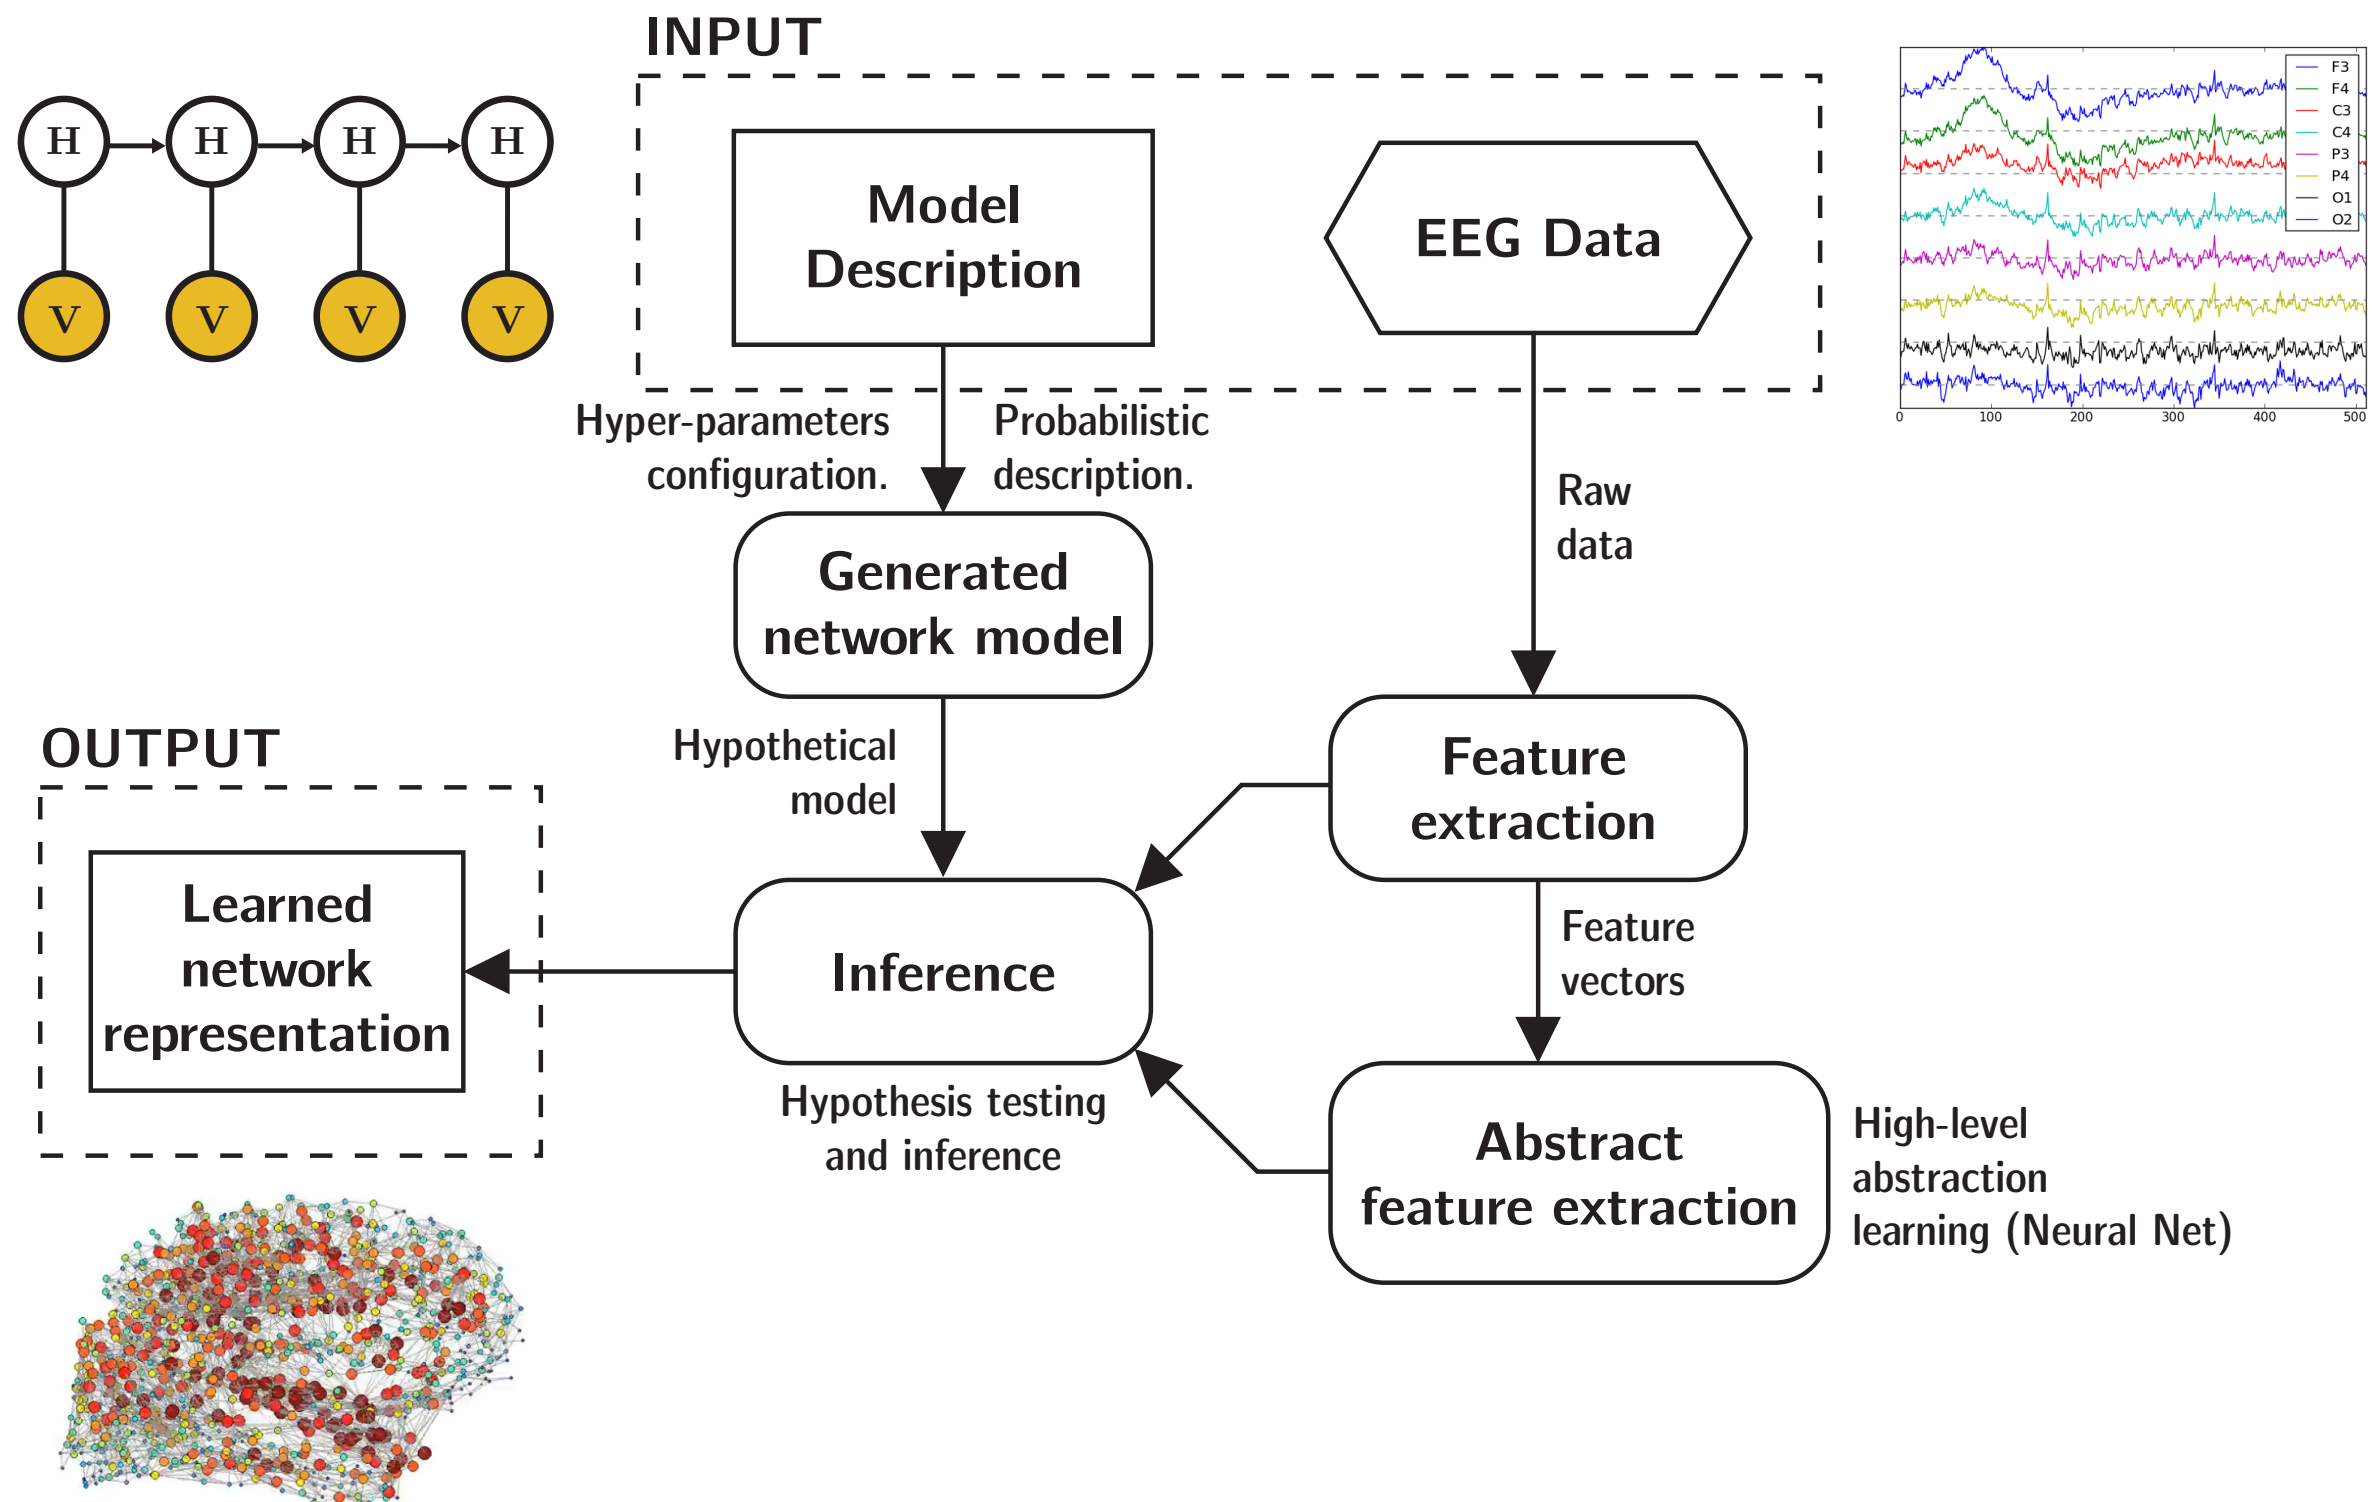 INPUT
H H H H
V V V V
Model
Description
EEG Data
F3
F4
C3
C4
P3
P4
O1
O2
0 100 200 300 400 500
Hyper-parameters
configuration.
Probabilistic
description.
Raw
data
Generated
network model
Hypothetical
model
Feature
extraction
OUTPUT
Learned
network
representation
Inference
Feature
vectors
Hypothesis testing
and inference
Abstract
feature extraction
High-level
abstraction
learning (Neural Net)